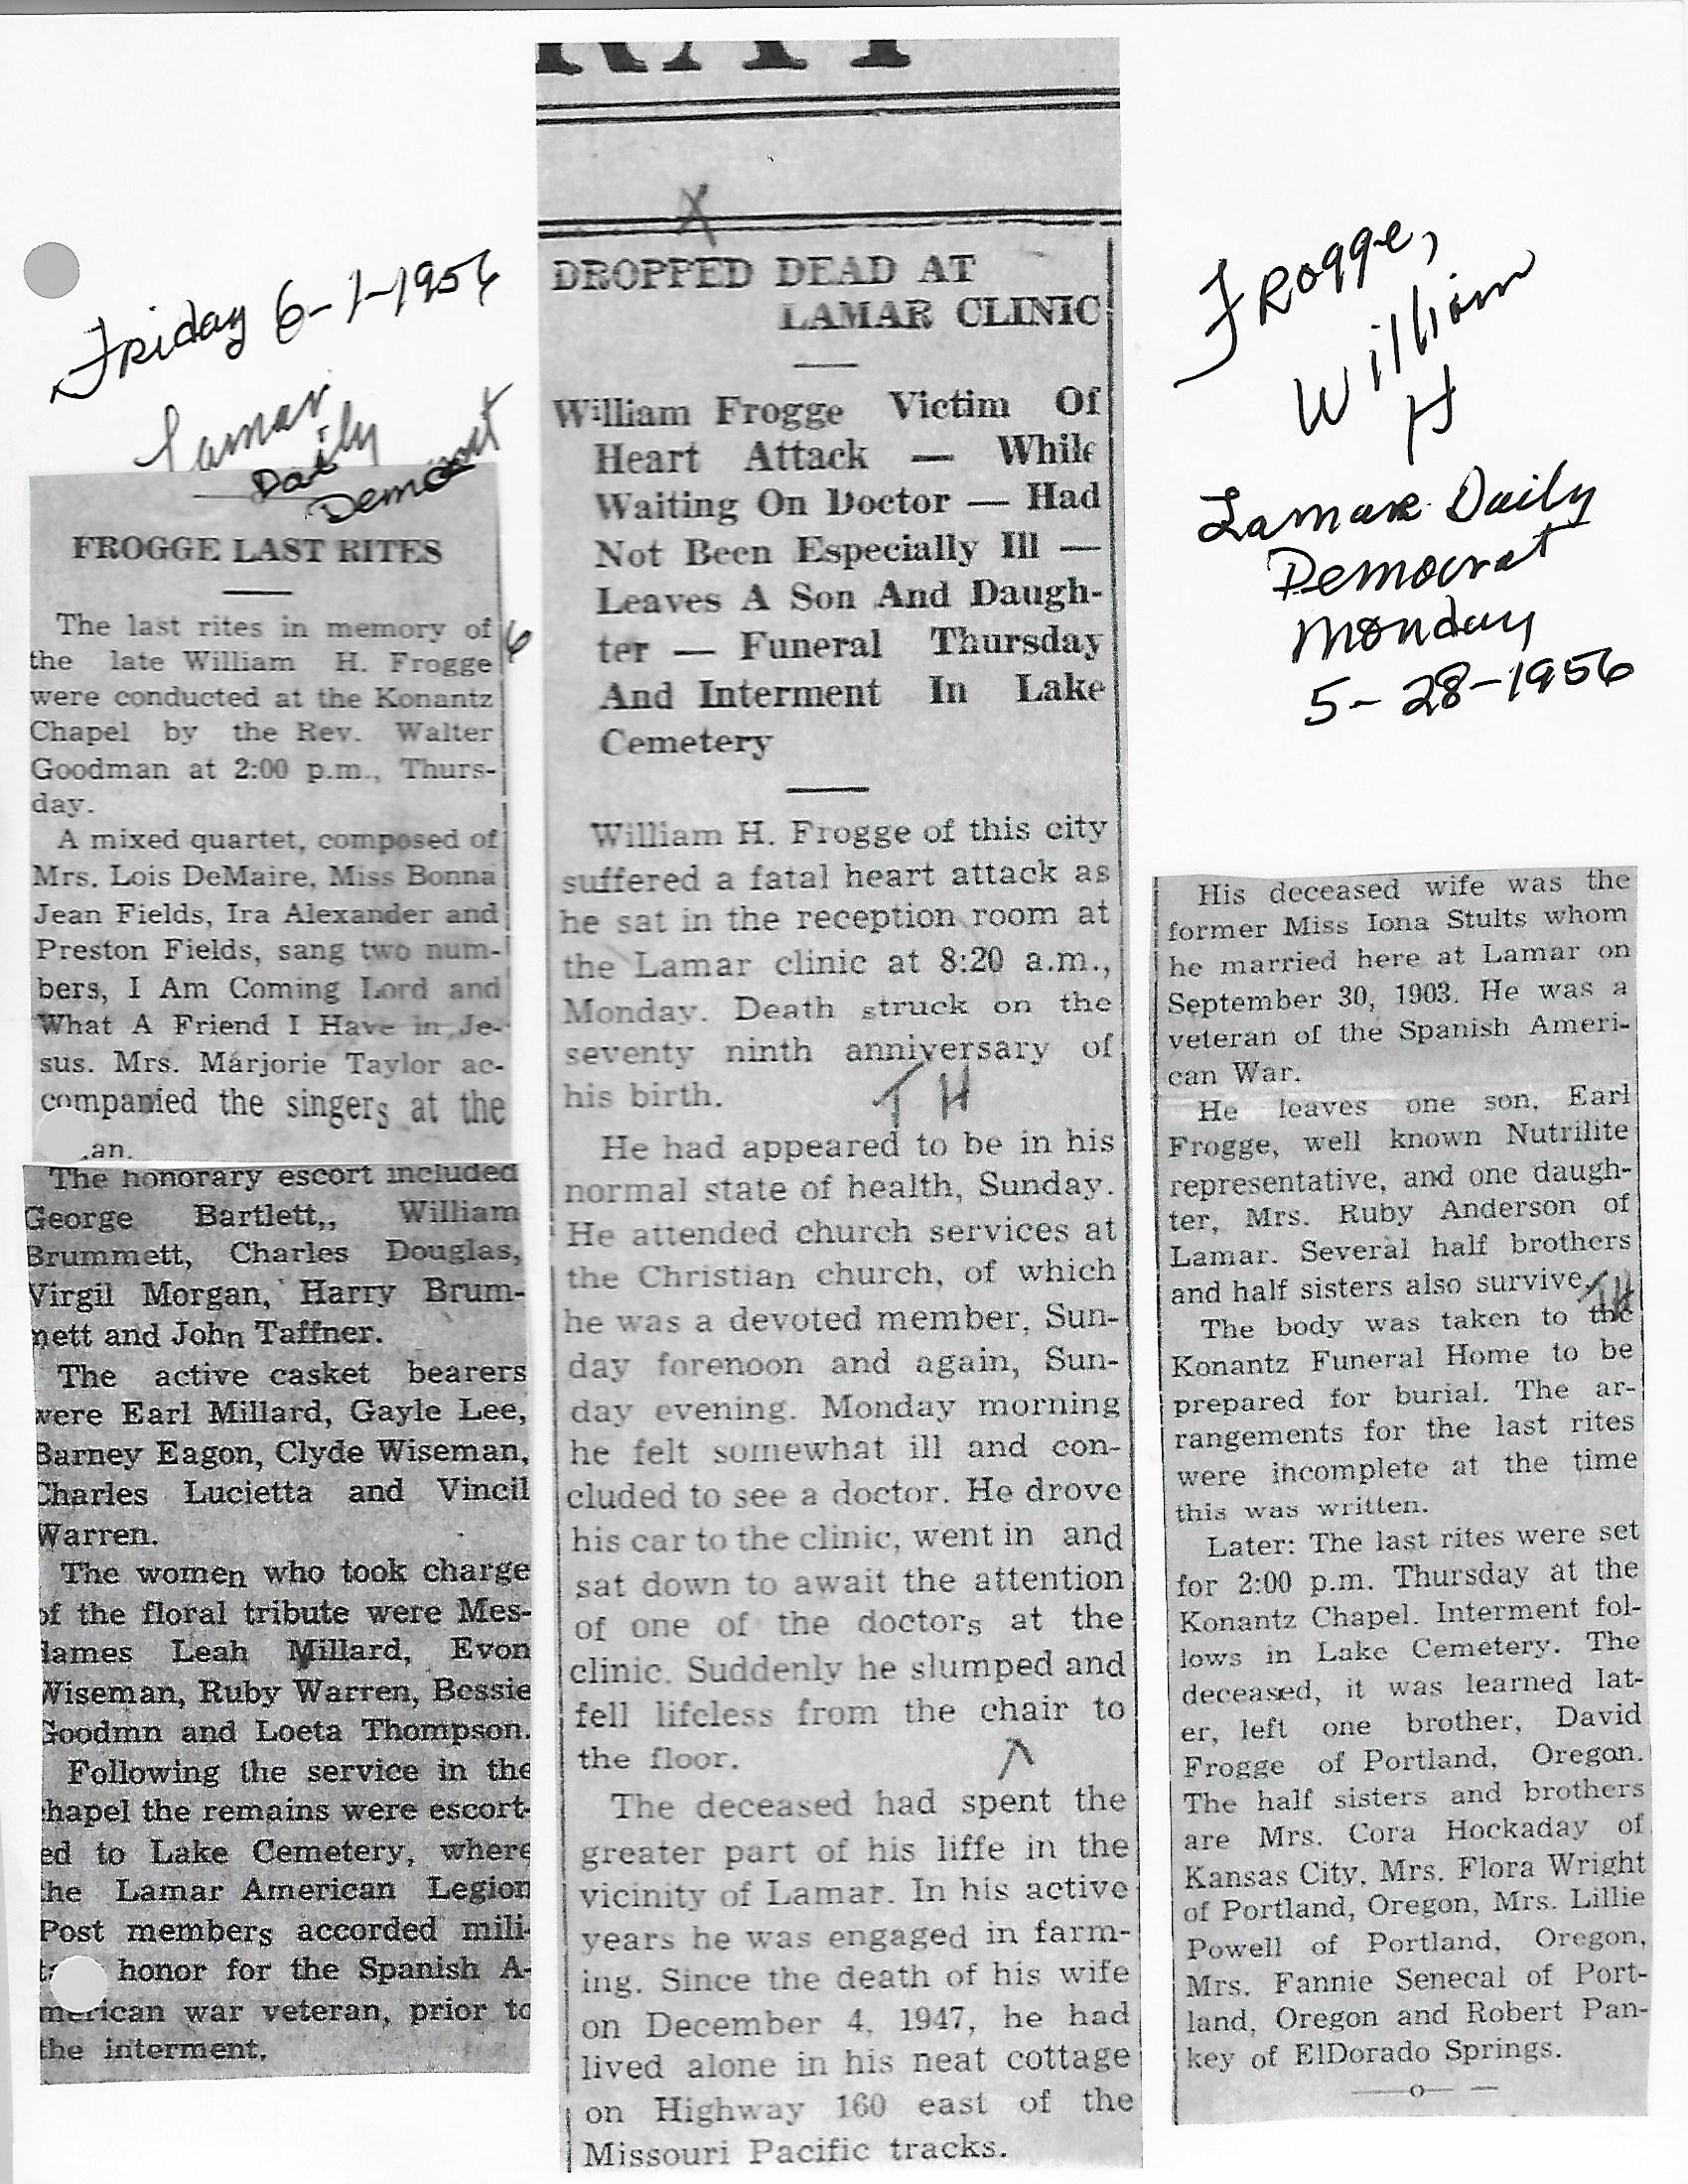 Friday 6-1-1956
Lamar
Daily
Democrat
FROGGE LAST RITES
The last rites in memory of
the late William H. Frogge
were conducted at the Konantz
Chapel by the Rev. Walter
Goodman at 2:00 p.m., Thurs-
day.
A mixed quartet, composed of
Mrs. Lois DeMaire, Miss Bonna
Jean Fields, Ira Alexander and
Preston Fields, sang two num-
bers, I Am Coming Lord and
What A Friend I Have in Je-
sus. Mrs. Marjorie Taylor ac-
companied the singers at the
an.
The honorary escort included
George Bartlett,, William
Brummett, Charles Douglas,
Virgil Morgan, Harry Brum-
mett and John Taffner.
The active casket bearers
were Earl Millard, Gayle Lee,
Barney Eagon, Clyde Wiseman,
Charles Lucietta and Vincil
Warren.
The women who took charge
of the floral tribute were Mes-
dames Leah Millard, Evon
Wiseman, Ruby Warren, Bessie
Goodmn and Loeta Thompson.
Following the service in the
chapel the remains were escort-
ed to Lake Cemetery, where
the Lamar American Legion
Post members accorded mili-
honor for the Spanish A-
merican war veteran, prior to
the interment.
6
X
DROPPED DEAD AT
LAMAR CLINIC
William Frogge Victim Of
Heart Attack — While
Waiting On Doctor — Had
Not Been Especially Ill —
Leaves A Son And Daugh-
ter — Funeral Thursday
And Interment In Lake
Cemetery
William H. Frogge of this city
suffered a fatal heart attack as
he sat in the reception room at
the Lamar clinic at 8:20 a.m.,
Monday. Death struck on the
seventy ninth anniversary of
his birth.
TH
He had appeared to be in his
normal state of health, Sunday.
He attended church services at
the Christian church, of which
he was a devoted member, Sun-
day forenoon and again, Sun-
day evening. Monday morning
he felt somewhat ill and con-
cluded to see a doctor. He drove
his car to the clinic, went in and
sat down to await the attention
of one of the doctors at the
clinic. Suddenly he slumped and
fell lifeless from the chair to
the floor.
The deceased had spent the
greater part of his liffe in the
vicinity of Lamar. In his active
years he was engaged in farm-
ing. Since the death of his wife
on December 4, 1947, he had
lived alone in his neat cottage
on Highway 160 east of the
Missouri Pacific tracks.
Frogge,
William
H
Lamar Daily
Democrat
Monday
5-28-1956
His deceased wife was the
former Miss Iona Stults whom
he married here at Lamar on
September 30, 1903. He was a
veteran of the Spanish Ameri-
can War.
He leaves one son, Earl
Frogge, well known Nutrilite
representative, and one daugh-
ter, Mrs. Ruby Anderson of
Lamar. Several half brothers
and half sisters also survive.
TH
The body was taken to the
Konantz Funeral Home to be
prepared for burial. The ar-
rangements for the last rites
were incomplete at the time
this was written.
Later: The last rites were set
for 2:00 p.m. Thursday at the
Konantz Chapel. Interment fol-
lows in Lake Cemetery. The
deceased, it was learned lat-
er, left one brother, David
Frogge of Portland, Oregon.
The half sisters and brothers
are Mrs. Cora Hockaday of
Kansas City, Mrs. Flora Wright
of Portland, Oregon, Mrs. Lillie
Powell of Portland, Oregon,
Mrs. Fannie Senecal of Port-
land, Oregon and Robert Pan-
key of ElDorado Springs.